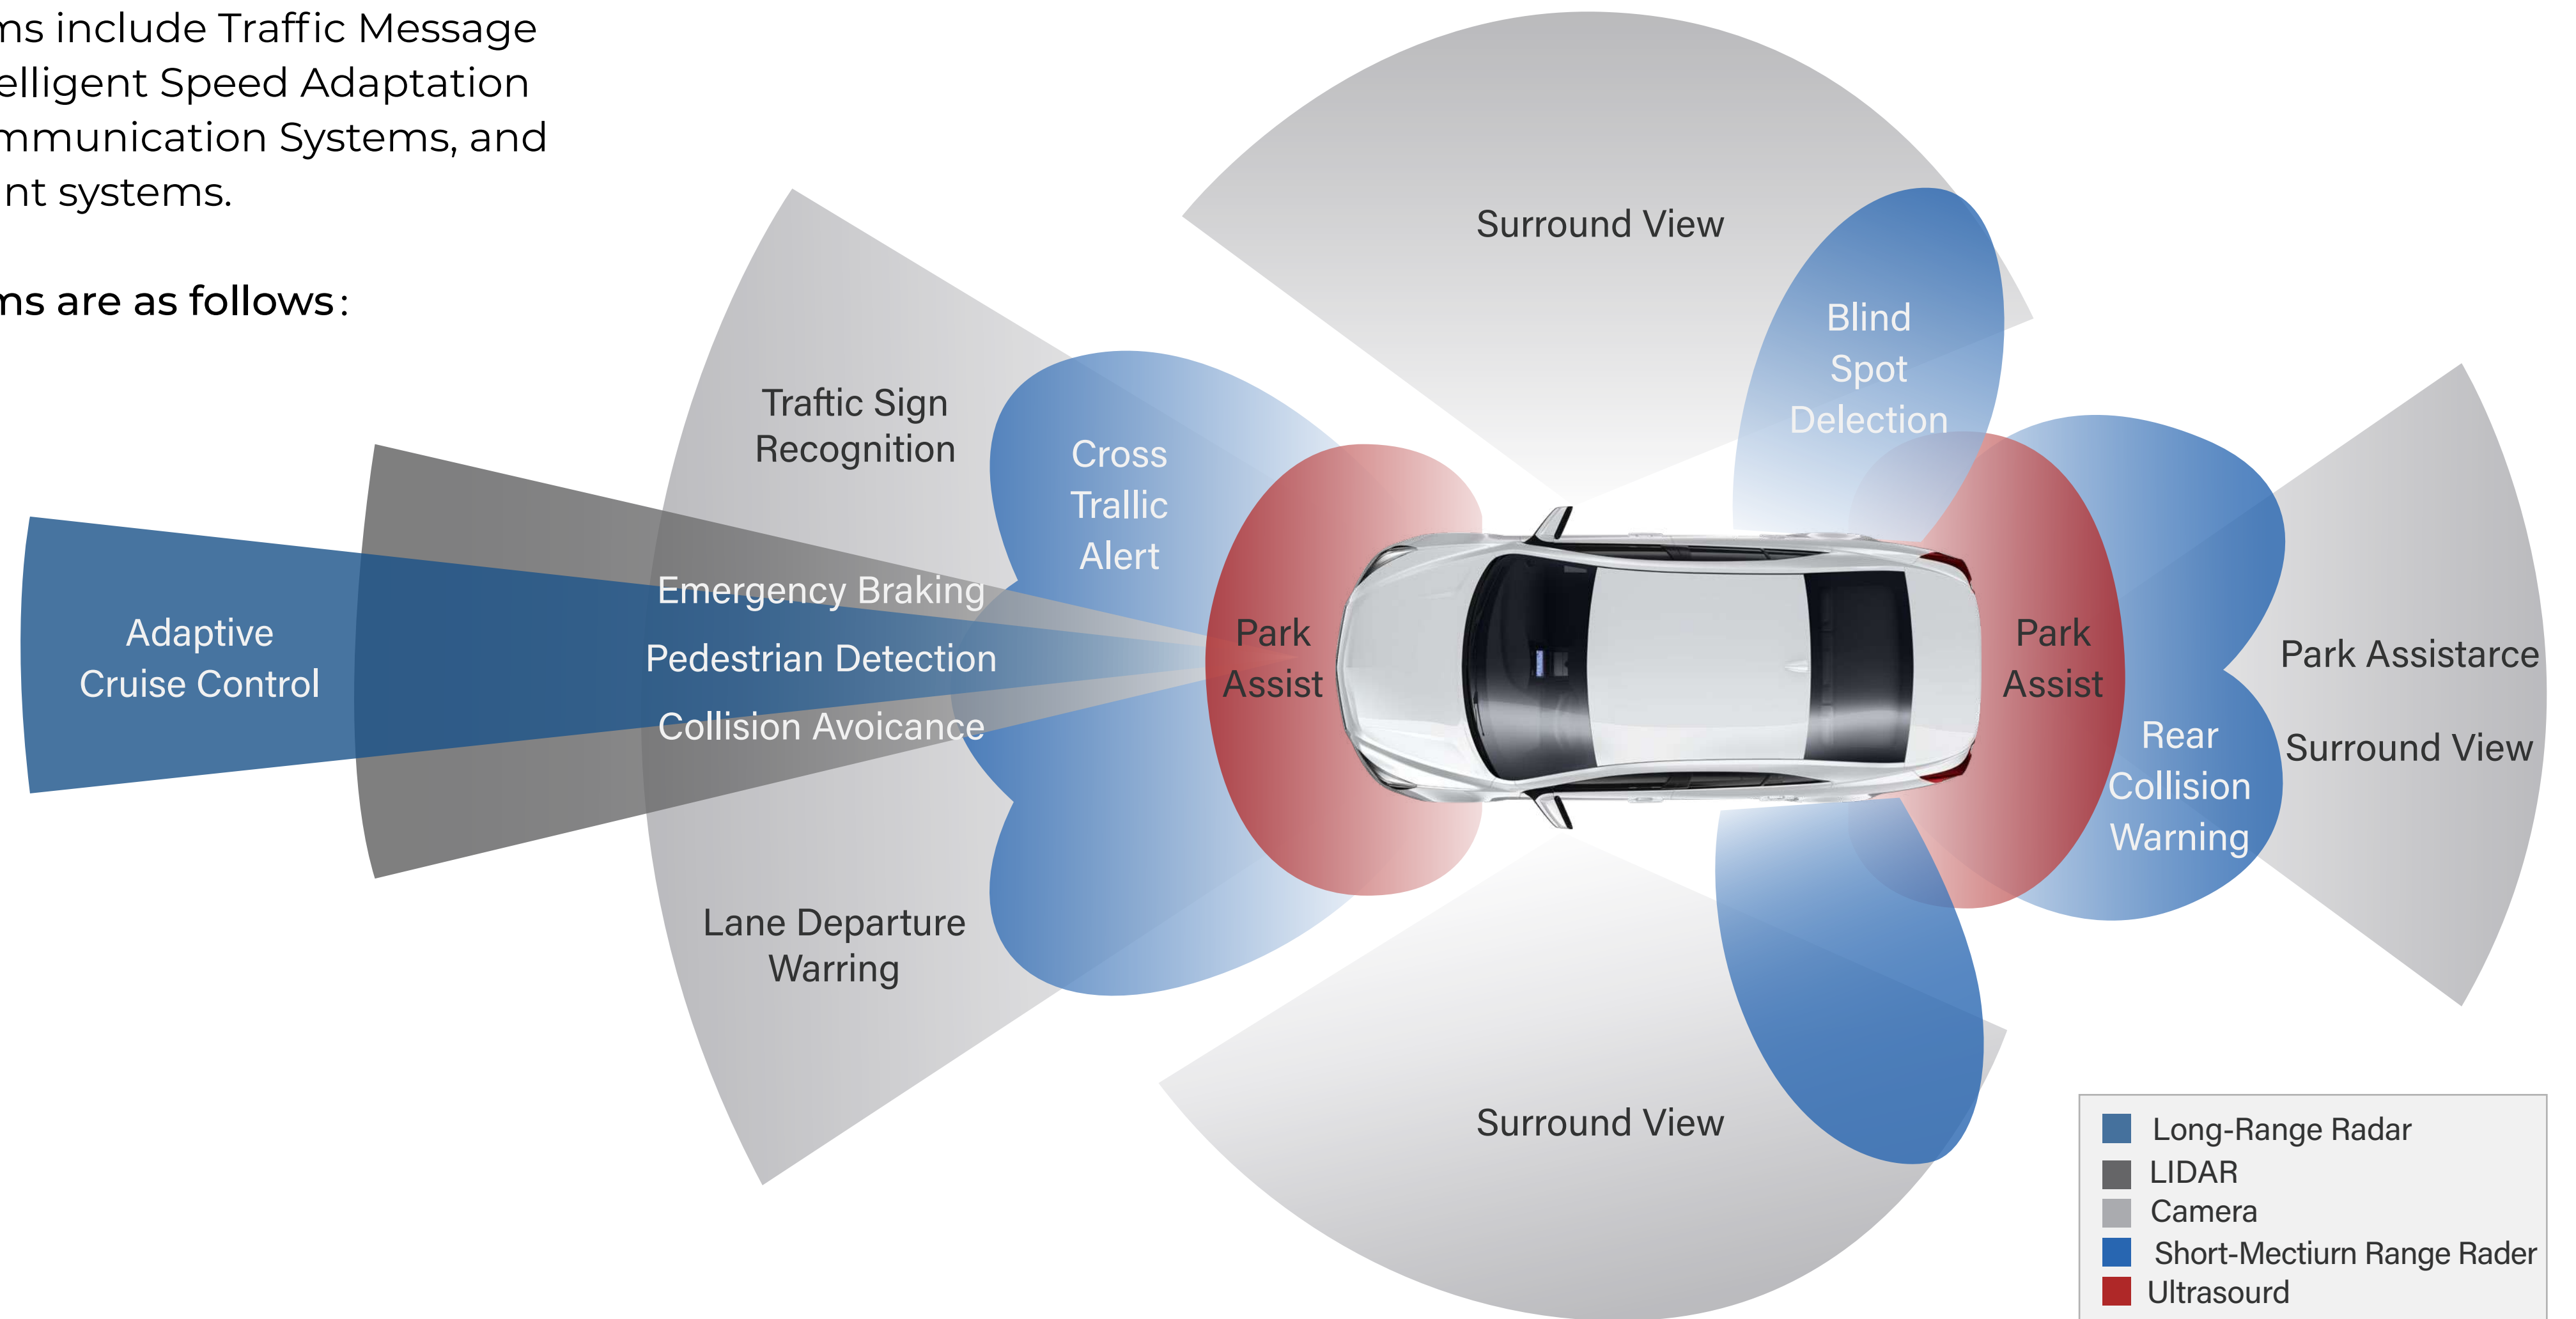 ms include Traffic Message
elligent Speed Adaptation
mmunication Systems, and
nt systems.
ms are as follows:
Surround View
Blind
Spot
Delection
Traftic Sign
Recognition
Cross
Trallic
Alert
Emergency Braking
Pedestrian Detection
Collision Avoicance
Adaptive
Cruise Control
Park
Assist
Park
Assist
Park Assistarce
Surround View
Rear
Collision
Warning
Lane Departure
Warring
Surround View
Long-Range Radar
LIDAR
Camera
Short-Mectiurn Range Rader
Ultrasourd